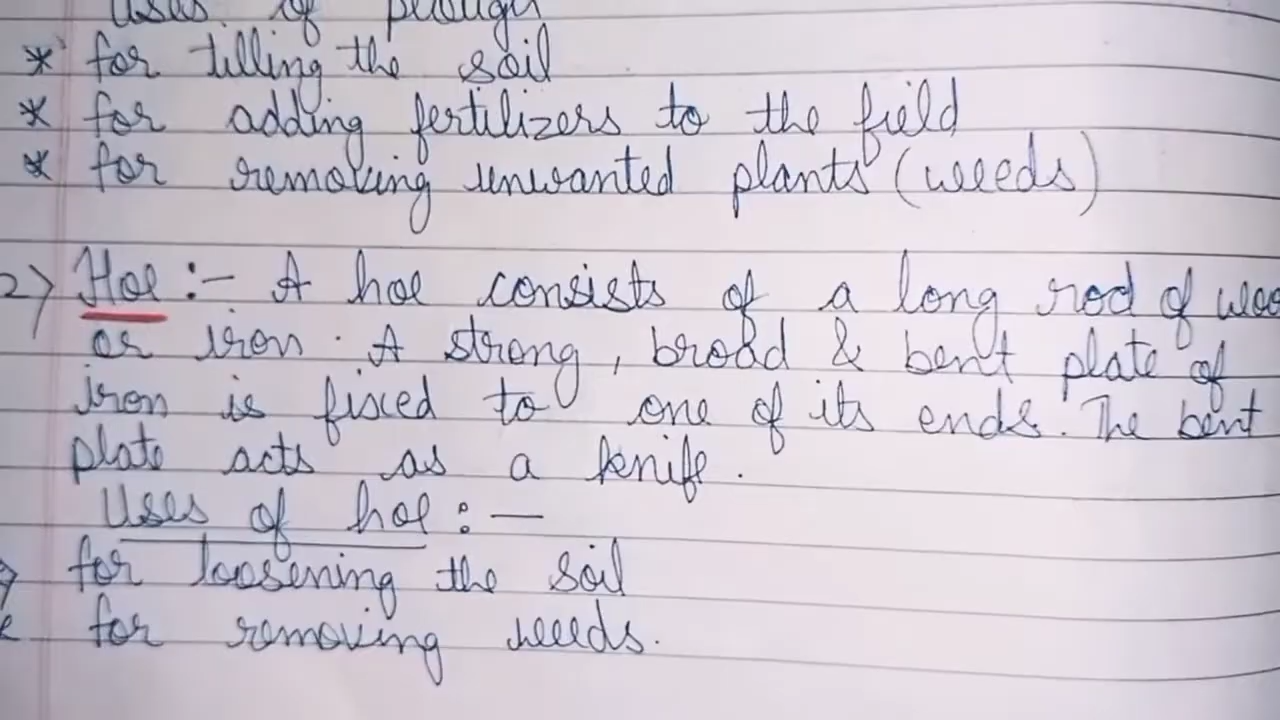 Uses of plough
* for tilling the soil
* for adding fertilizers to the field
* for removing unwanted plants (weeds)
2) Hoe :- A hoe consists of a long rod of woo
or iron. A strong, broad & bent plate of
iron is fixed to one of its ends. The bent
plate acts as a knife.
Uses of hoe :-
for loosening the soil
for removing weeds.